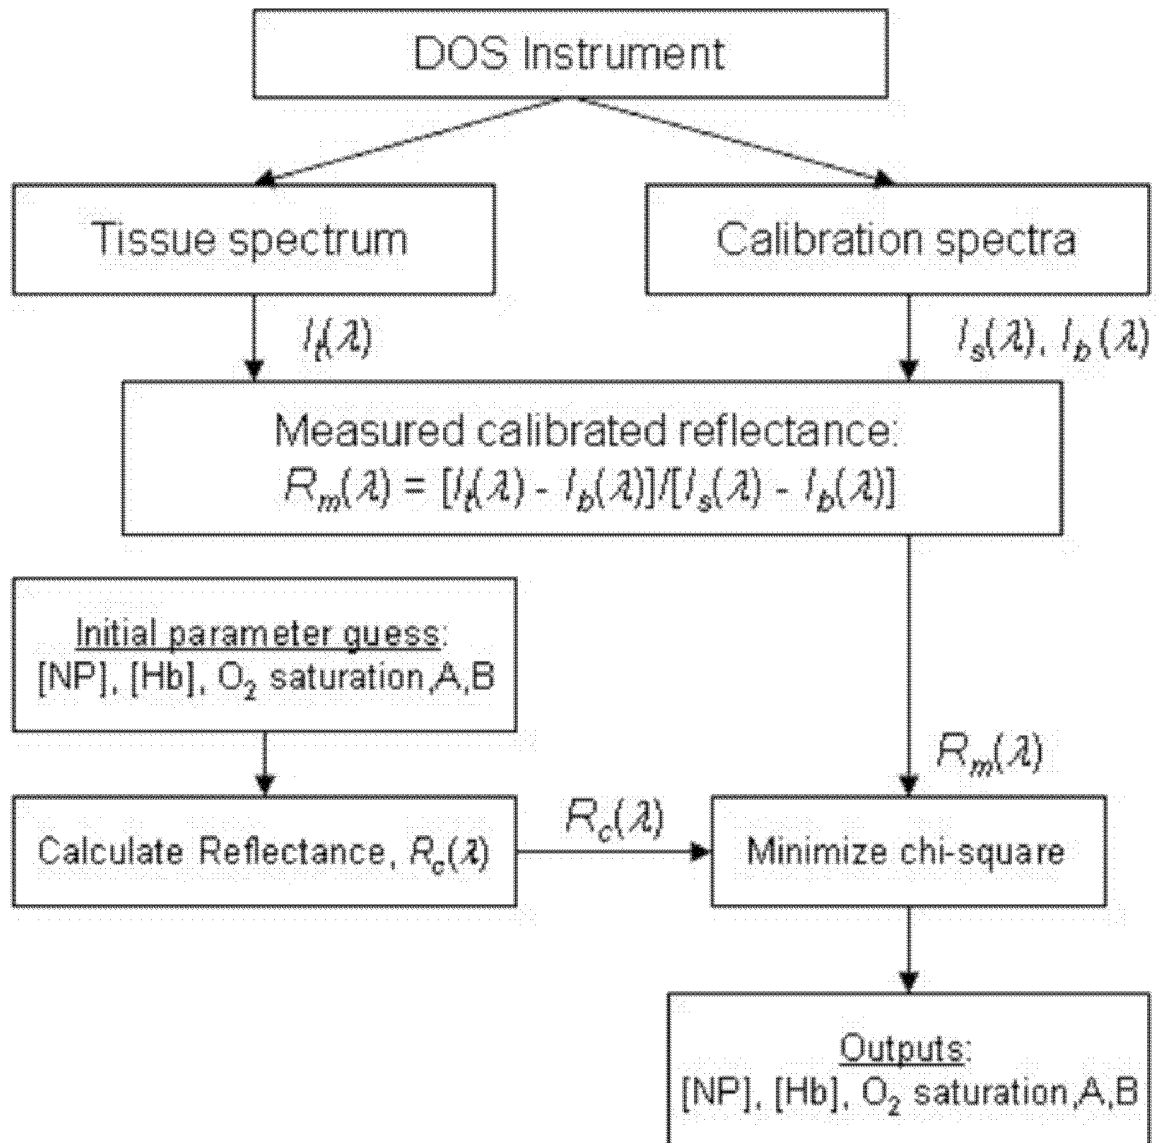 DOS Instrument
Tissue spectrum
Calibration spectra
I_t(λ)
I_s(λ), I_b(λ)
Measured calibrated reflectance:
R_m(λ) = [I_t(λ) - I_b(λ)]/[I_s(λ) - I_b(λ)]
Initial parameter guess:
[NP], [Hb], O₂ saturation,A,B
R_m(λ)
Calculate Reflectance, R_c(λ)
R_c(λ)
Minimize chi-square
Outputs:
[NP], [Hb], O₂ saturation,A,B